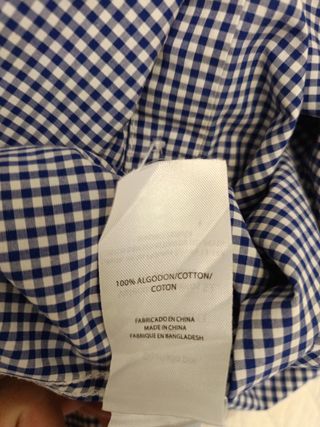 100% ALGODON/COTTON/
COTON
FABRICADO EN CHINA
MADE IN CHINA
FABRIQUE EN BANGLADESH